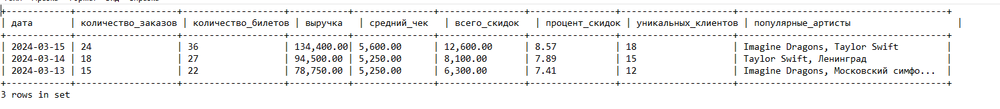 +------------+-------------------+-------------------+-----------+---------------+---------------+----------------+---------------------+--------------------------------------+
| дата | количество_заказов | количество_билетов | выручка | средний_чек | всего_скидок | процент_скидок | уникальных_клиентов | популярные_артисты |
+------------+-------------------+-------------------+-----------+---------------+---------------+----------------+---------------------+--------------------------------------+
| 2024-03-15 | 24 | 36 | 134,400.00| 5,600.00 | 12,600.00 | 8.57 | 18 | Imagine Dragons, Taylor Swift |
| 2024-03-14 | 18 | 27 | 94,500.00 | 5,250.00 | 8,100.00 | 7.89 | 15 | Taylor Swift, Ленинград |
| 2024-03-13 | 15 | 22 | 78,750.00 | 5,250.00 | 6,300.00 | 7.41 | 12 | Imagine Dragons, Московский симфо... |
+------------+-------------------+-------------------+-----------+---------------+---------------+----------------+---------------------+--------------------------------------+
3 rows in set